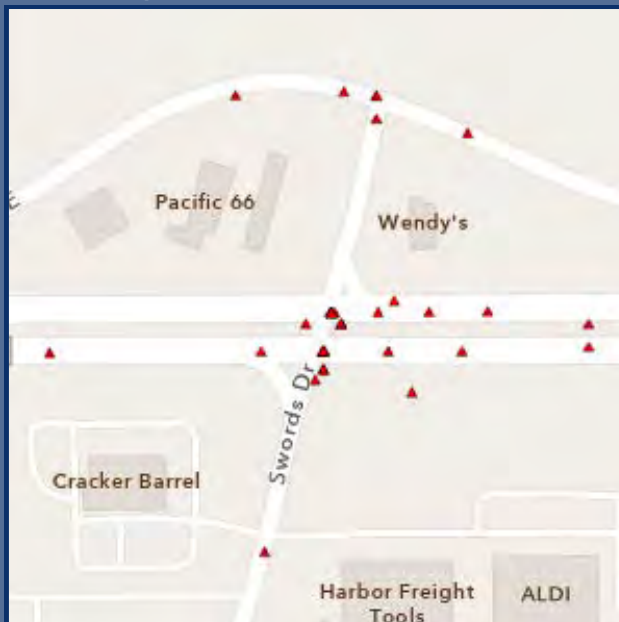 Pacific 66
Wendy's
Swords Dr
Cracker Barrel
Harbor Freight
Tools
ALDI